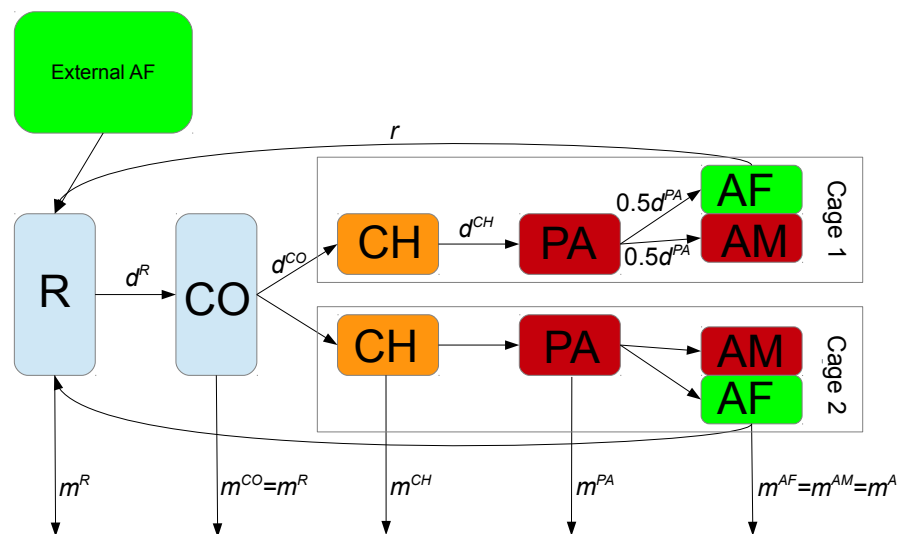 External AF
r
R
d^R
CO
d^CO
CH
d^CH
PA
0.5d^PA
0.5d^PA
AF
AM
Cage 1
CH
PA
AM
AF
Cage 2
m^R
m^CO=m^R
m^CH
m^PA
m^AF=m^AM=m^A